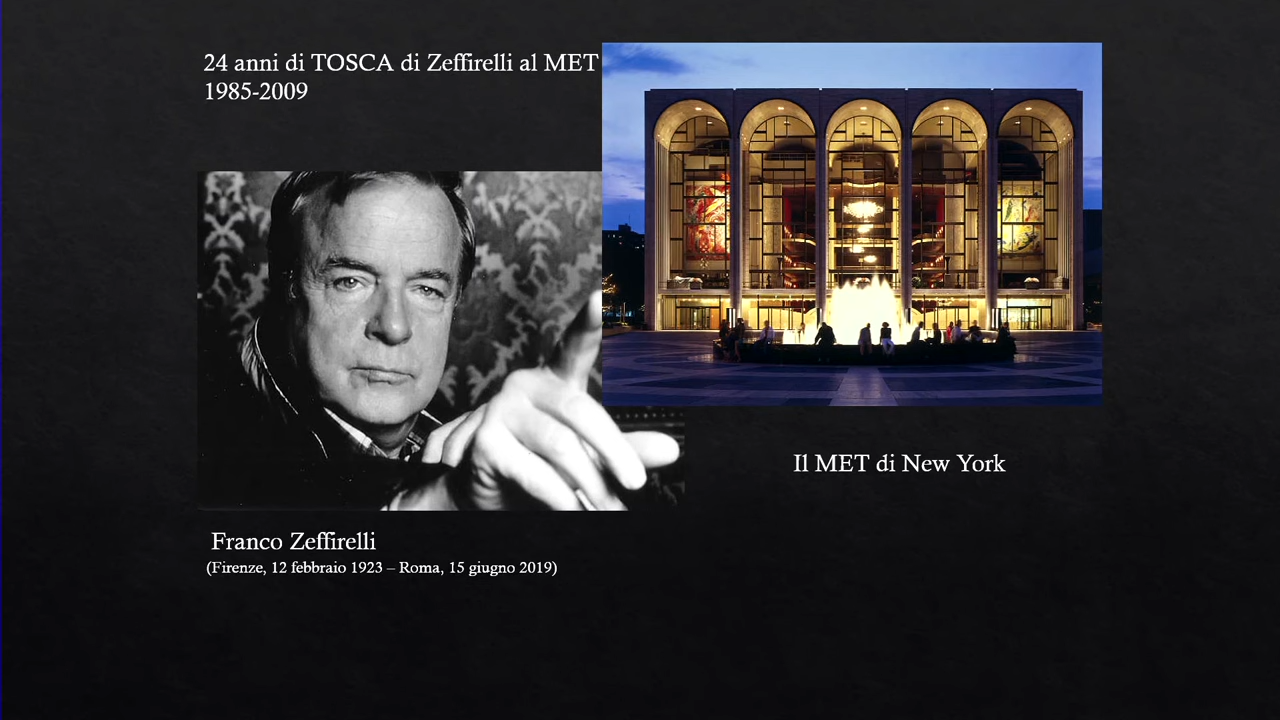 24 anni di TOSCA di Zeffirelli al MET
1985-2009
Il MET di New York
Franco Zeffirelli
(Firenze, 12 febbraio 1923 – Roma, 15 giugno 2019)